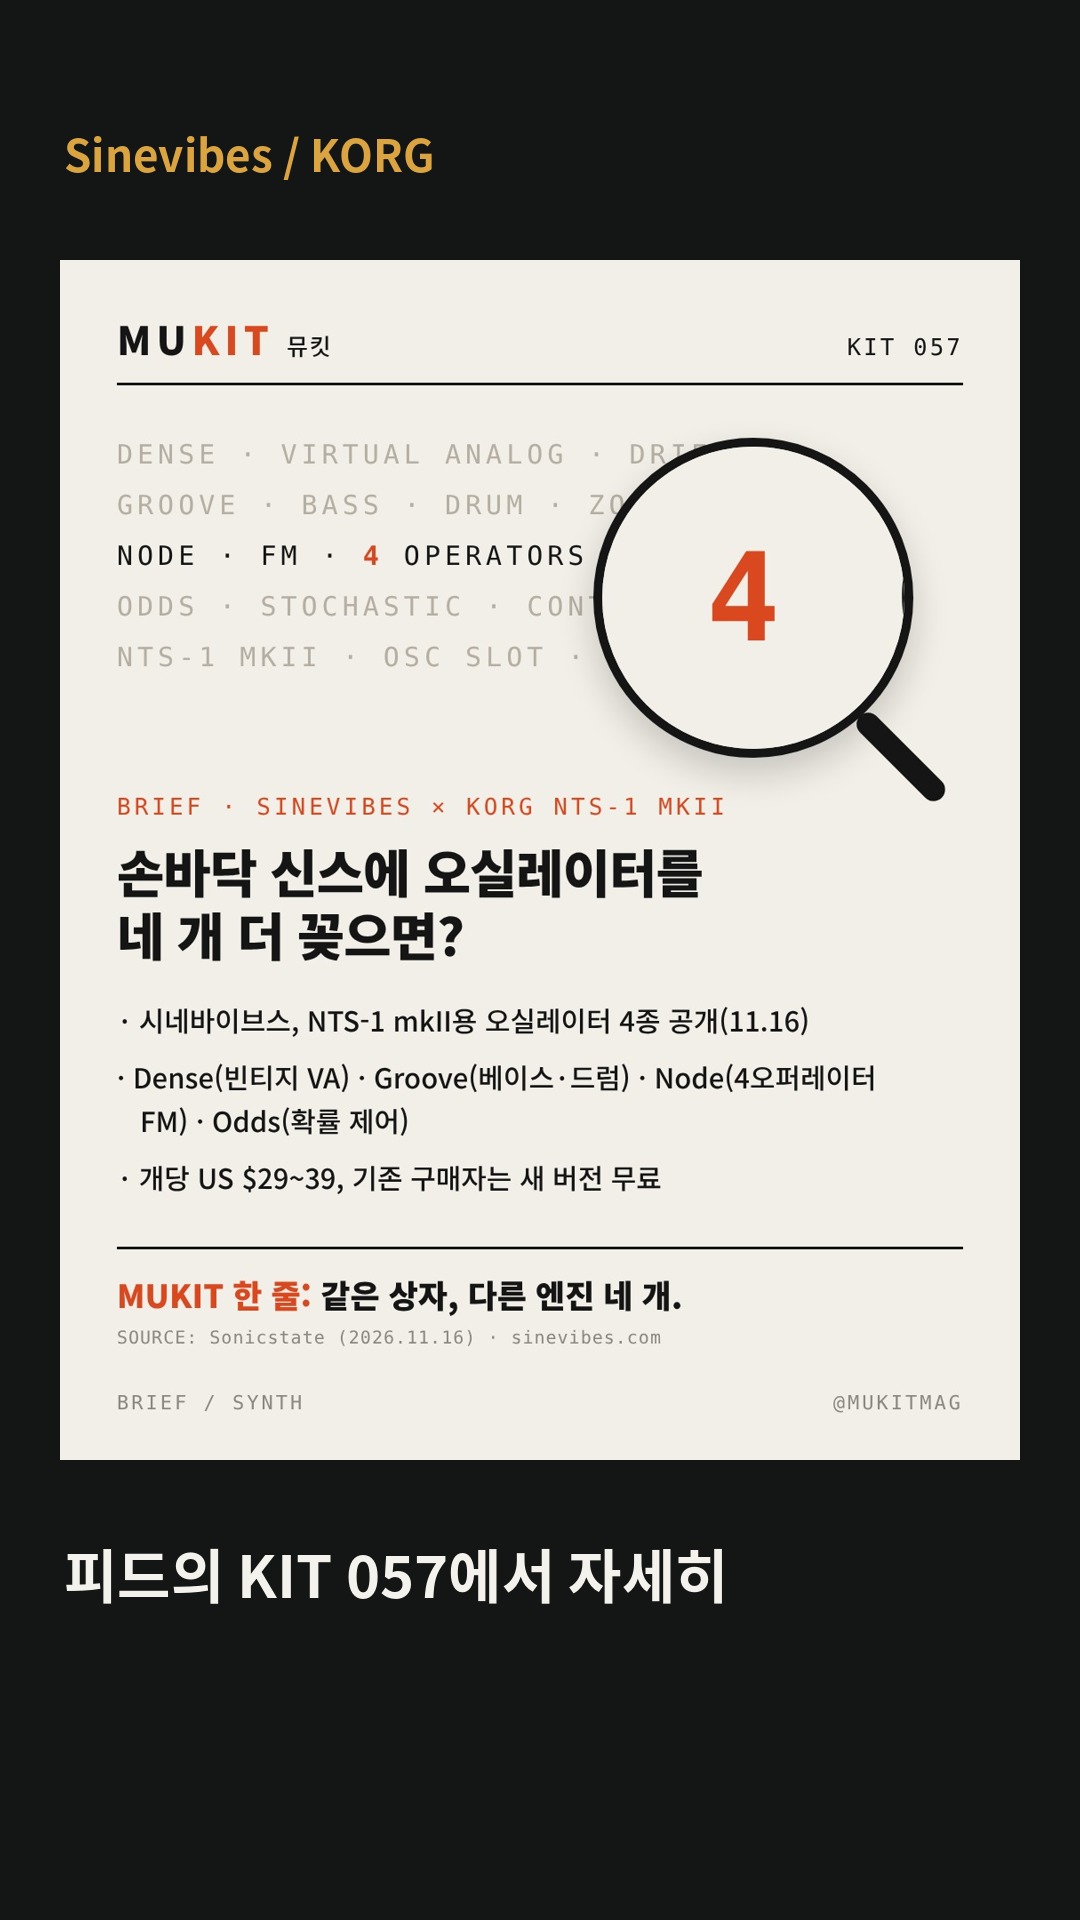 Sinevibes / KORG
MUKIT 뮤킷
KIT 057
DENSE · VIRTUAL ANALOG ·
GROOVE · BASS · DRUM ·
NODE · FM · 4 OPERATORS
4
ODDS · STOCHASTIC ·
NTS-1 MKII · OSC SLOT ·
BRIEF · SINEVIBES × KORG NTS-1 MKII
손바닥 신스에 오실레이터를
네 개 더 꽂으면?
· 시네바이브스, NTS-1 mkII용 오실레이터 4종 공개(11.16)
· Dense(빈티지 VA) · Groove(베이스·드럼) · Node(4오퍼레이터
FM) · Odds(확률 제어)
· 개당 US $29~39, 기존 구매자는 새 버전 무료
MUKIT 한 줄: 같은 상자, 다른 엔진 네 개.
SOURCE: Sonicstate (2026.11.16) · sinevibes.com
BRIEF / SYNTH
@MUKITMAG
피드의 KIT 057에서 자세히